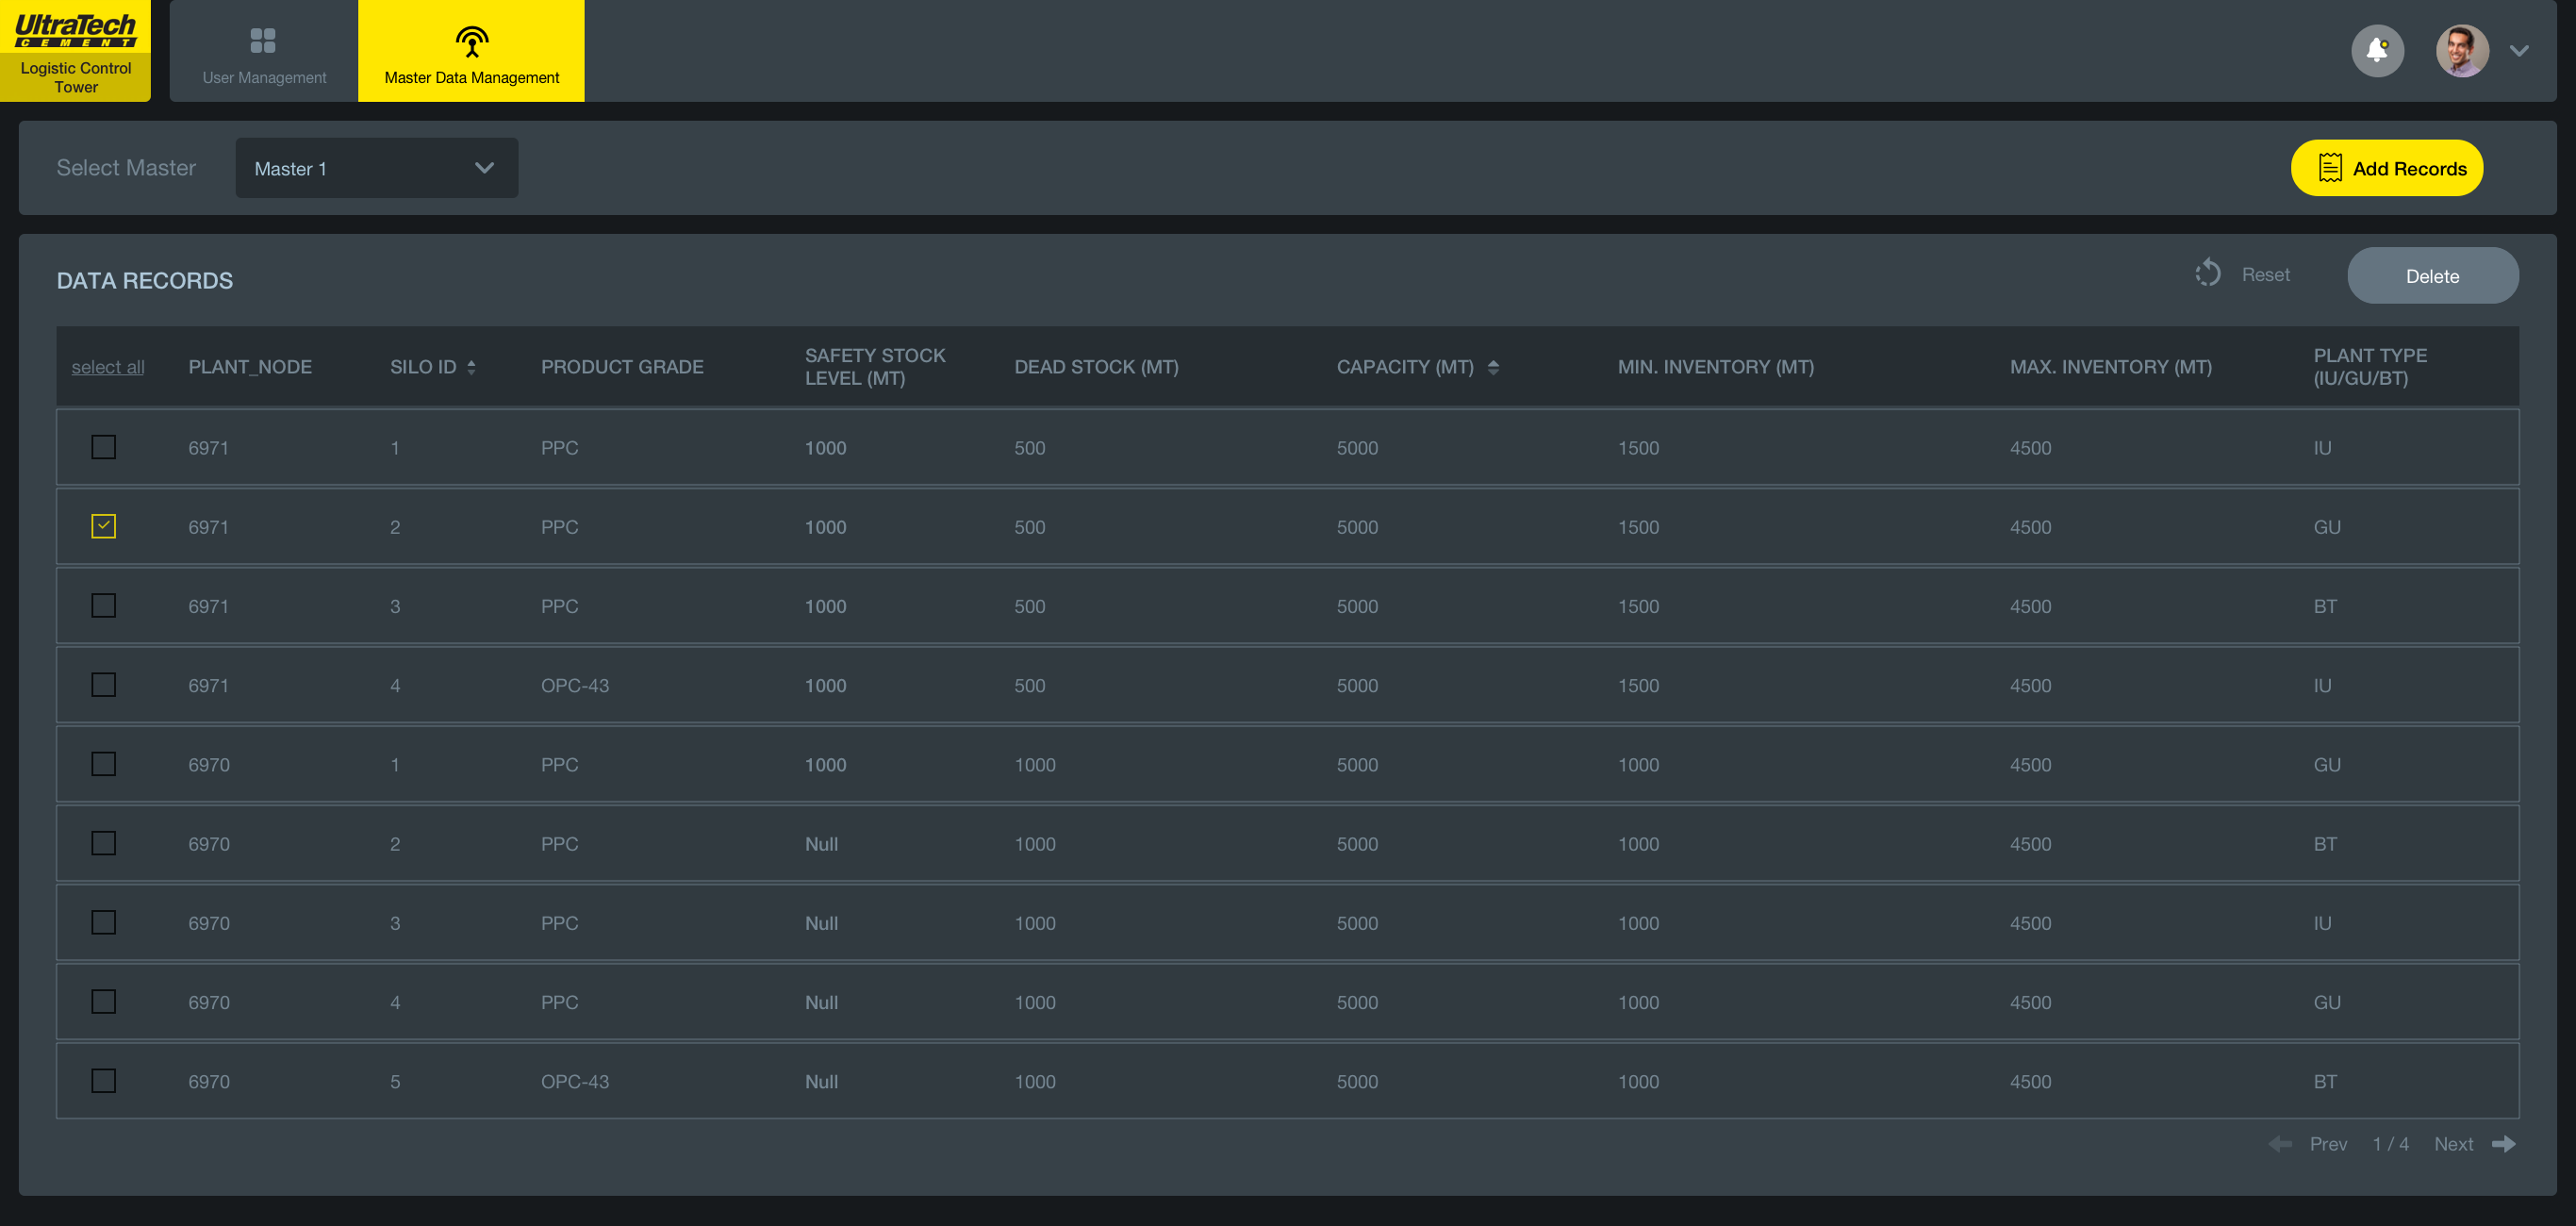 UltraTech
CEMENT
Logistic Control
Tower
User Management
Master Data Management
Select Master
Master 1
Add Records
DATA RECORDS
Reset
Delete
select all PLANT_NODE SILO ID PRODUCT GRADE SAFETY STOCK LEVEL (MT) DEAD STOCK (MT) CAPACITY (MT) MIN. INVENTORY (MT) MAX. INVENTORY (MT) PLANT TYPE (IU/GU/BT)
6971 1 PPC 1000 500 5000 1500 4500 IU
6971 2 PPC 1000 500 5000 1500 4500 GU
6971 3 PPC 1000 500 5000 1500 4500 BT
6971 4 OPC-43 1000 500 5000 1500 4500 IU
6970 1 PPC 1000 1000 5000 1000 4500 GU
6970 2 PPC Null 1000 5000 1000 4500 BT
6970 3 PPC Null 1000 5000 1000 4500 IU
6970 4 PPC Null 1000 5000 1000 4500 GU
6970 5 OPC-43 Null 1000 5000 1000 4500 BT
Prev 1 / 4 Next